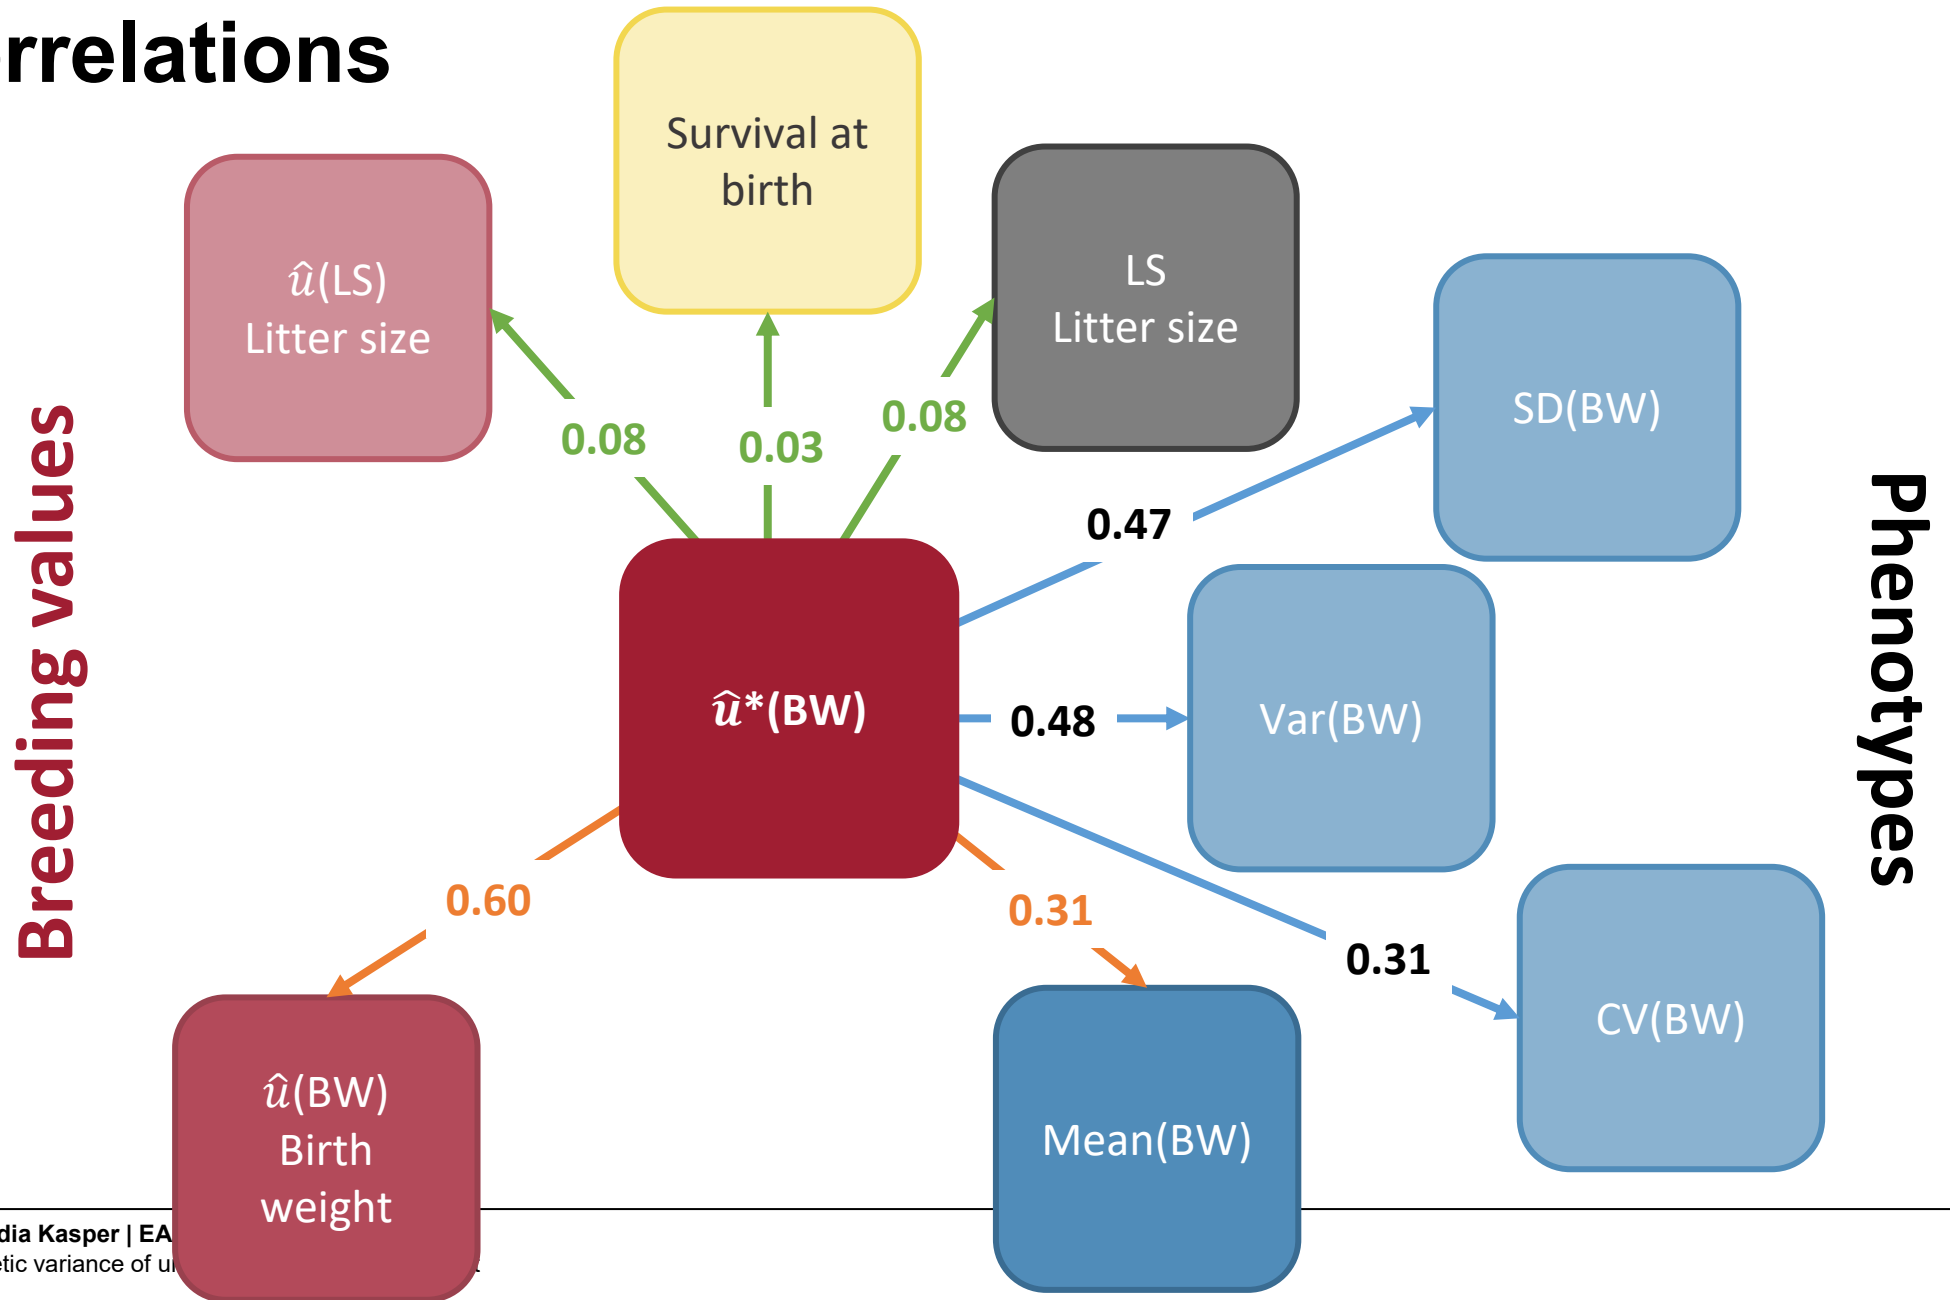 rrelations
Survival at
birth
û(LS)
Litter size
LS
Litter size
SD(BW)
0.08
0.03
0.08
0.47
Breeding values
Phenotypes
û*(BW)
0.48
Var(BW)
0.60
0.31
0.31
CV(BW)
û(BW)
Birth
weight
Mean(BW)
dia Kasper | EA
etic variance of